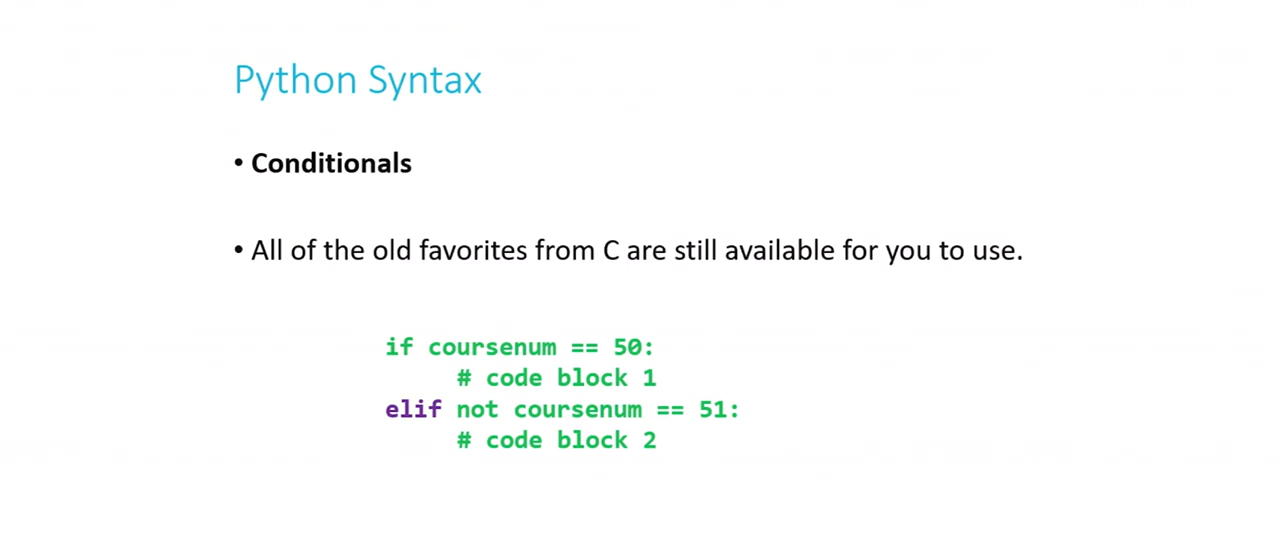 Python Syntax
• Conditionals
• All of the old favorites from C are still available for you to use.
if coursenum == 50:
     # code block 1
elif not coursenum == 51:
     # code block 2